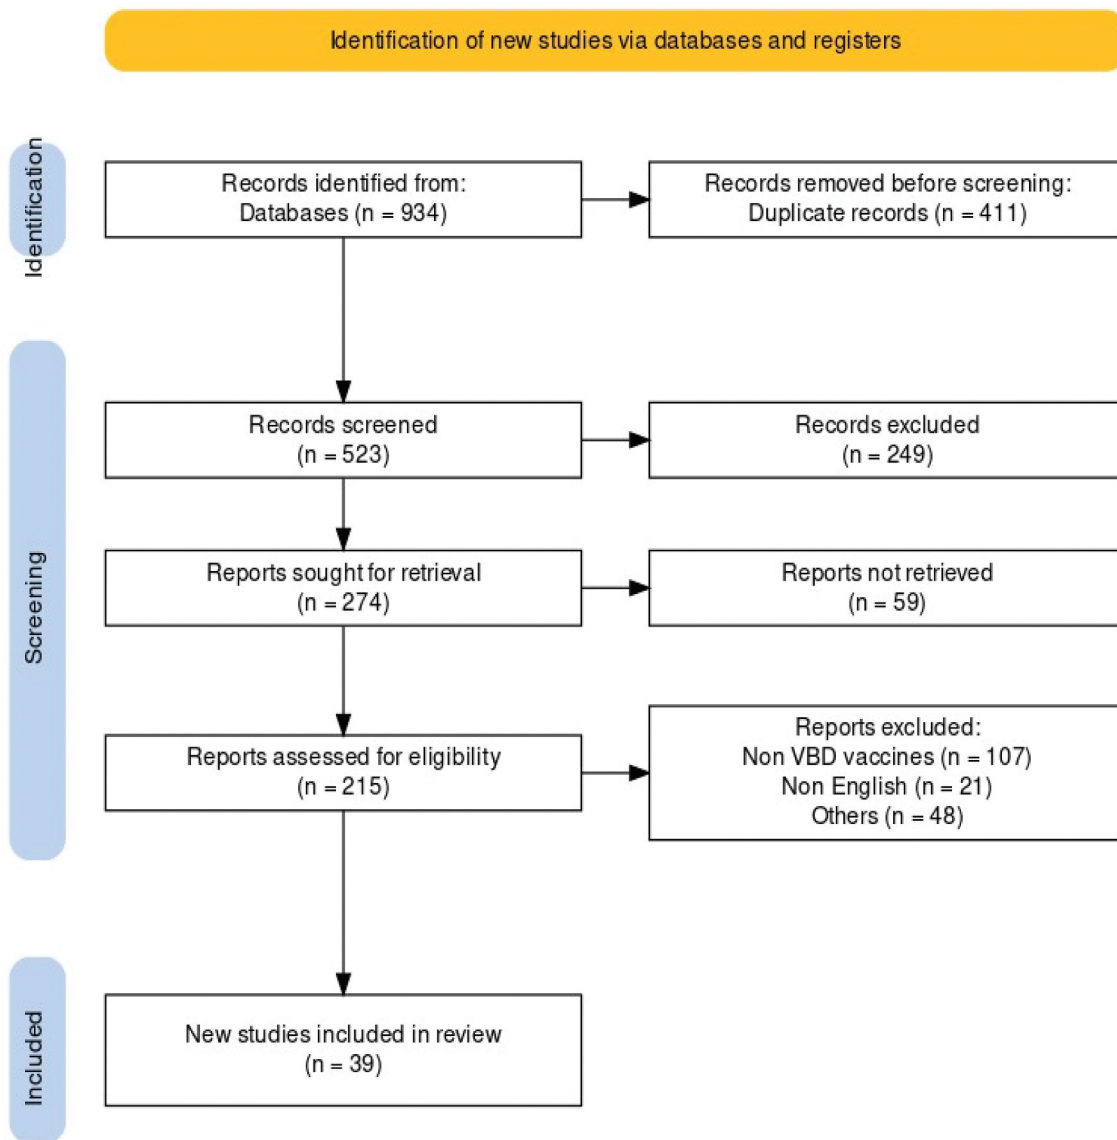 Identification of new studies via databases and registers
Identification
Records identified from:
Databases (n = 934)
Records removed before screening:
Duplicate records (n = 411)
Screening
Records screened
(n = 523)
Records excluded
(n = 249)
Reports sought for retrieval
(n = 274)
Reports not retrieved
(n = 59)
Reports assessed for eligibility
(n = 215)
Reports excluded:
Non VBD vaccines (n = 107)
Non English (n = 21)
Others (n = 48)
Included
New studies included in review
(n = 39)